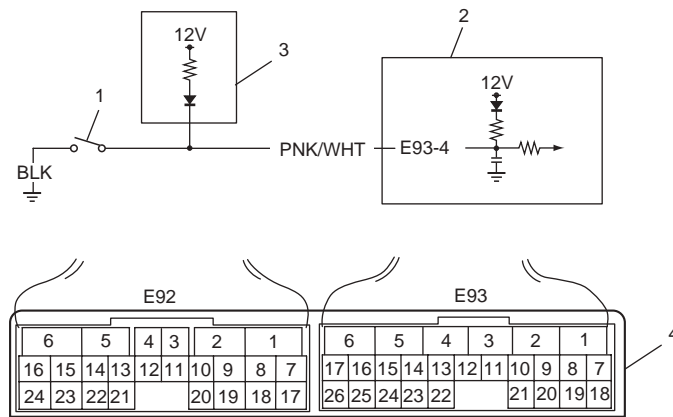 2
3
12V
12V
1
PNK/WHT
E93-4
BLK
E92
E93
4
6 5 4 3 2 1
6 5 4 3 2 1
16 15 14 13 12 11 10 9 8 7
17 16 15 14 13 12 11 10 9 8 7
24 23 22 21 20 19 18 17
26 25 24 23 22 21 20 19 18